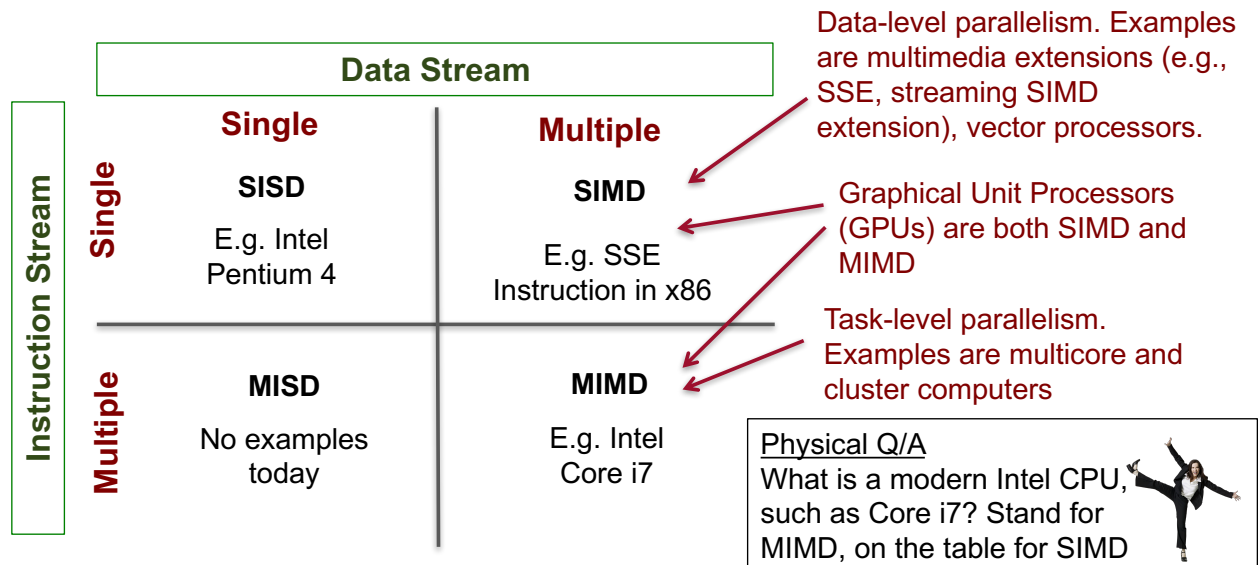 Data Stream
Instruction Stream
Single
Multiple
Single
SISD
E.g. Intel
Pentium 4
SIMD
E.g. SSE
Instruction in x86
Multiple
MISD
No examples
today
MIMD
E.g. Intel
Core i7
Data-level parallelism. Examples
are multimedia extensions (e.g.,
SSE, streaming SIMD
extension), vector processors.
Graphical Unit Processors
(GPUs) are both SIMD and
MIMD
Task-level parallelism.
Examples are multicore and
cluster computers
Physical Q/A
What is a modern Intel CPU,
such as Core i7? Stand for
MIMD, on the table for SIMD